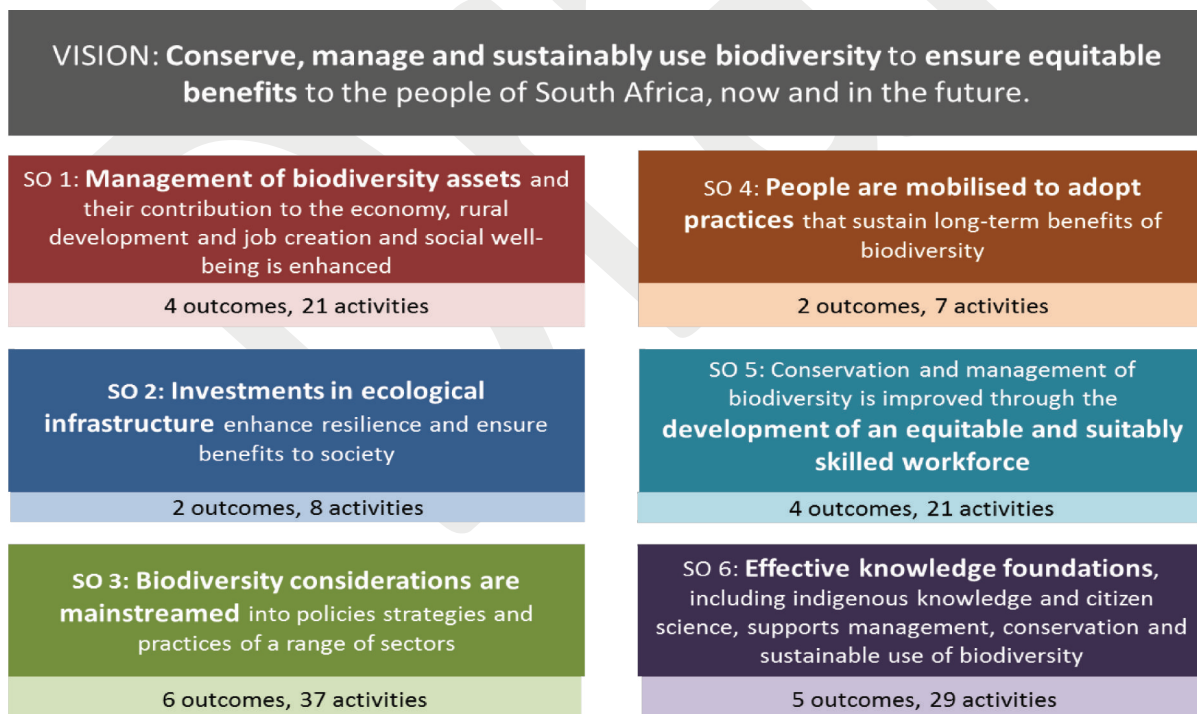 VISION: Conserve, manage and sustainably use biodiversity to ensure equitable
benefits to the people of South Africa, now and in the future.
SO 1: Management of biodiversity assets and
their contribution to the economy, rural
development and job creation and social well-
being is enhanced
4 outcomes, 21 activities
SO 4: People are mobilised to adopt
practices that sustain long-term benefits of
biodiversity
2 outcomes, 7 activities
SO 2: Investments in ecological
infrastructure enhance resilience and ensure
benefits to society
2 outcomes, 8 activities
SO 5: Conservation and management of
biodiversity is improved through the
development of an equitable and suitably
skilled workforce
4 outcomes, 21 activities
SO 3: Biodiversity considerations are
mainstreamed into policies strategies and
practices of a range of sectors
6 outcomes, 37 activities
SO 6: Effective knowledge foundations,
including indigenous knowledge and citizen
science, supports management, conservation and
sustainable use of biodiversity
5 outcomes, 29 activities